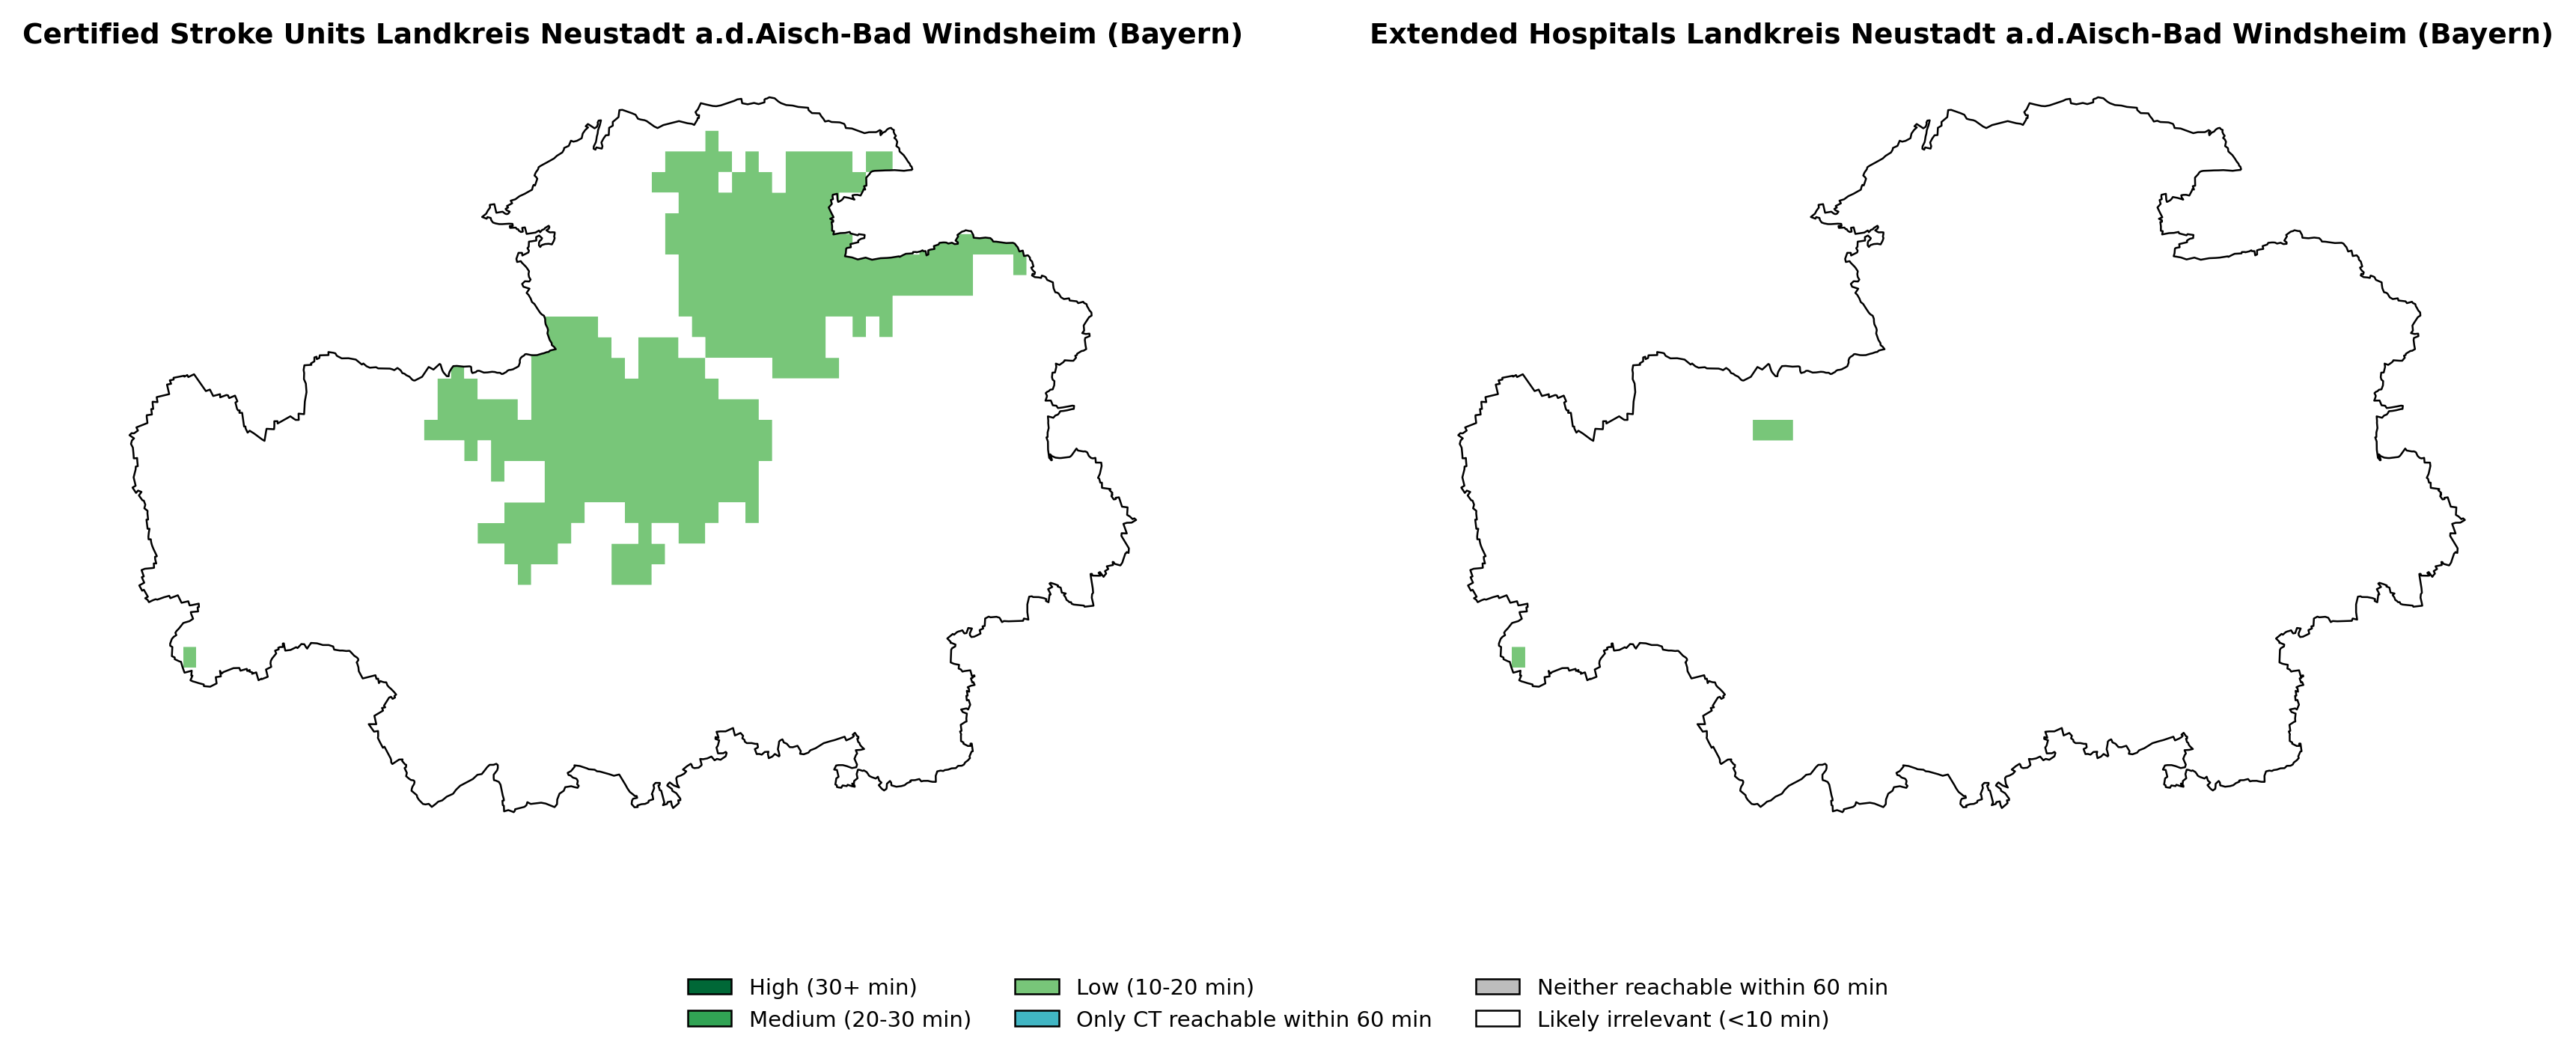 Certified Stroke Units Landkreis Neustadt a.d.Aisch-Bad Windsheim (Bayern)
Extended Hospitals Landkreis Neustadt a.d.Aisch-Bad Windsheim (Bayern)
High (30+ min)
Medium (20-30 min)
Low (10-20 min)
Only CT reachable within 60 min
Neither reachable within 60 min
Likely irrelevant (<10 min)